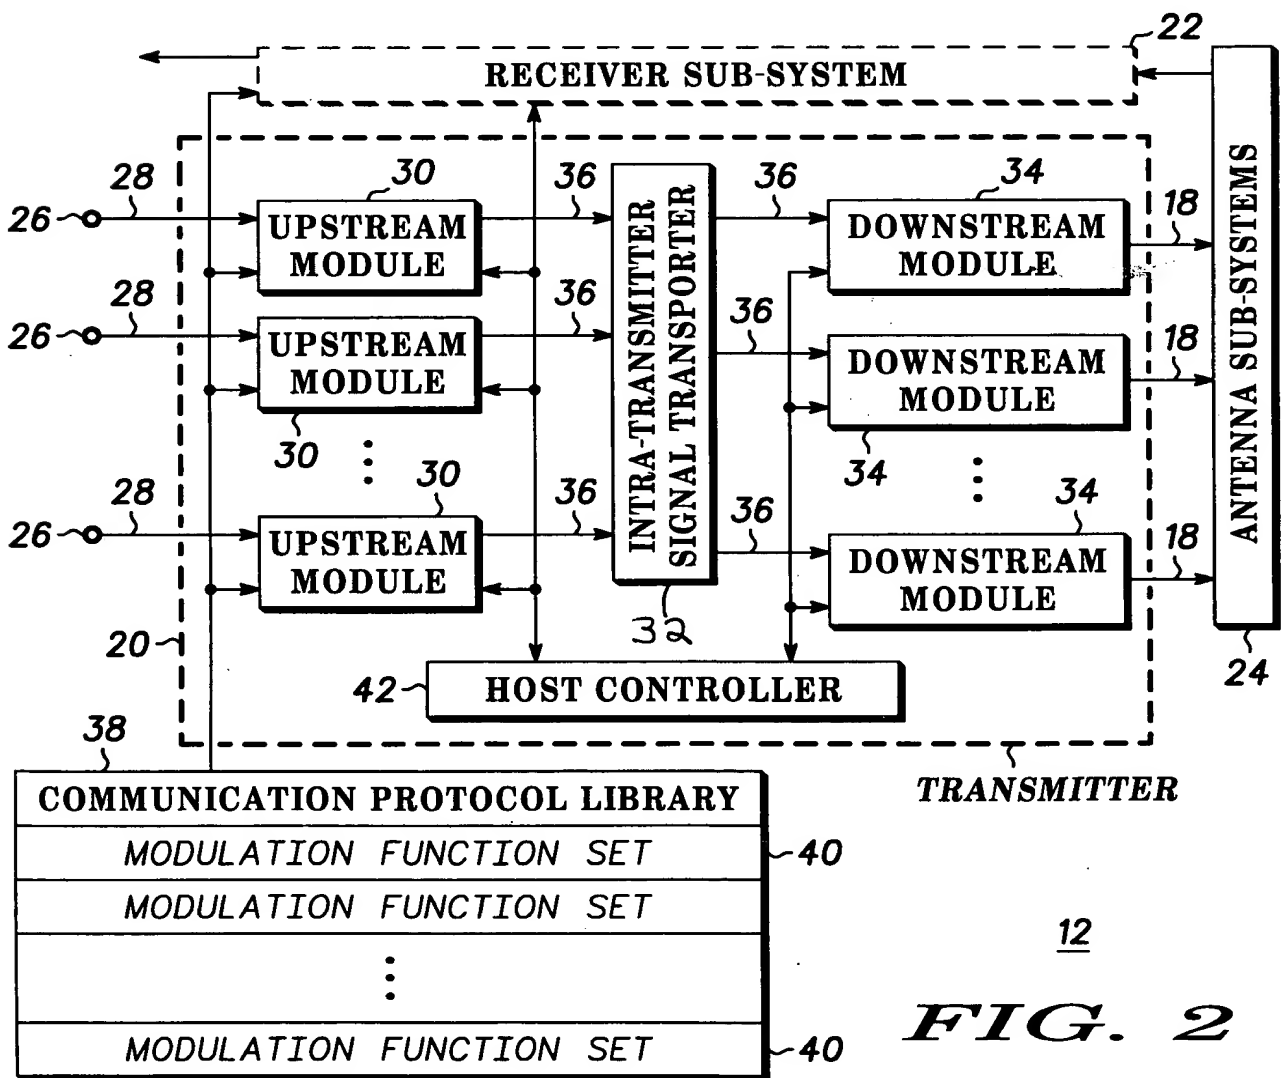 22
RECEIVER SUB-SYSTEM
28
30
36
36
34
18
26
UPSTREAM
MODULE
DOWNSTREAM
MODULE
28
36
36
18
26
UPSTREAM
MODULE
DOWNSTREAM
MODULE
30
34
28
30
36
36
34
18
26
UPSTREAM
MODULE
DOWNSTREAM
MODULE
INTRA-TRANSMITTER
SIGNAL TRANSPORTER
32
ANTENNA SUB-SYSTEMS
24
20
42
HOST CONTROLLER
38
TRANSMITTER
COMMUNICATION PROTOCOL LIBRARY
MODULATION FUNCTION SET
40
MODULATION FUNCTION SET
MODULATION FUNCTION SET
40
12
FIG. 2